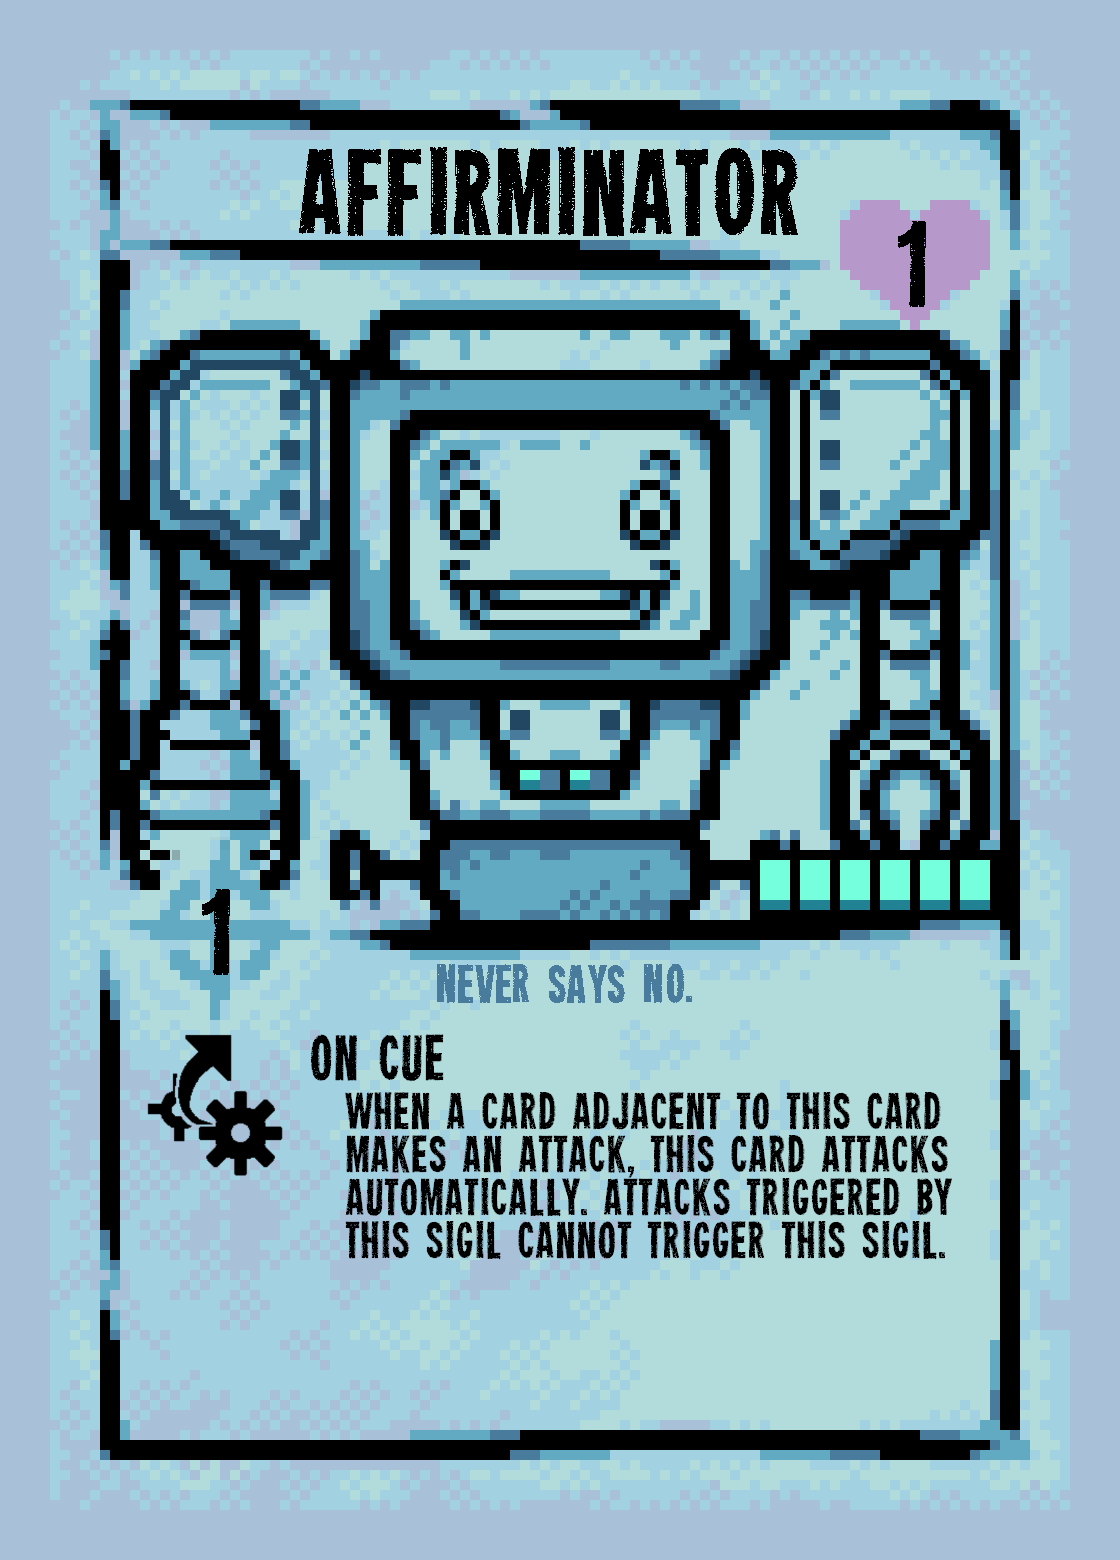 AFFIRMINATOR
1
1
NEVER SAYS NO.
ON CUE
WHEN A CARD ADJACENT TO THIS CARD
MAKES AN ATTACK, THIS CARD ATTACKS
AUTOMATICALLY. ATTACKS TRIGGERED BY
THIS SIGIL CANNOT TRIGGER THIS SIGIL.